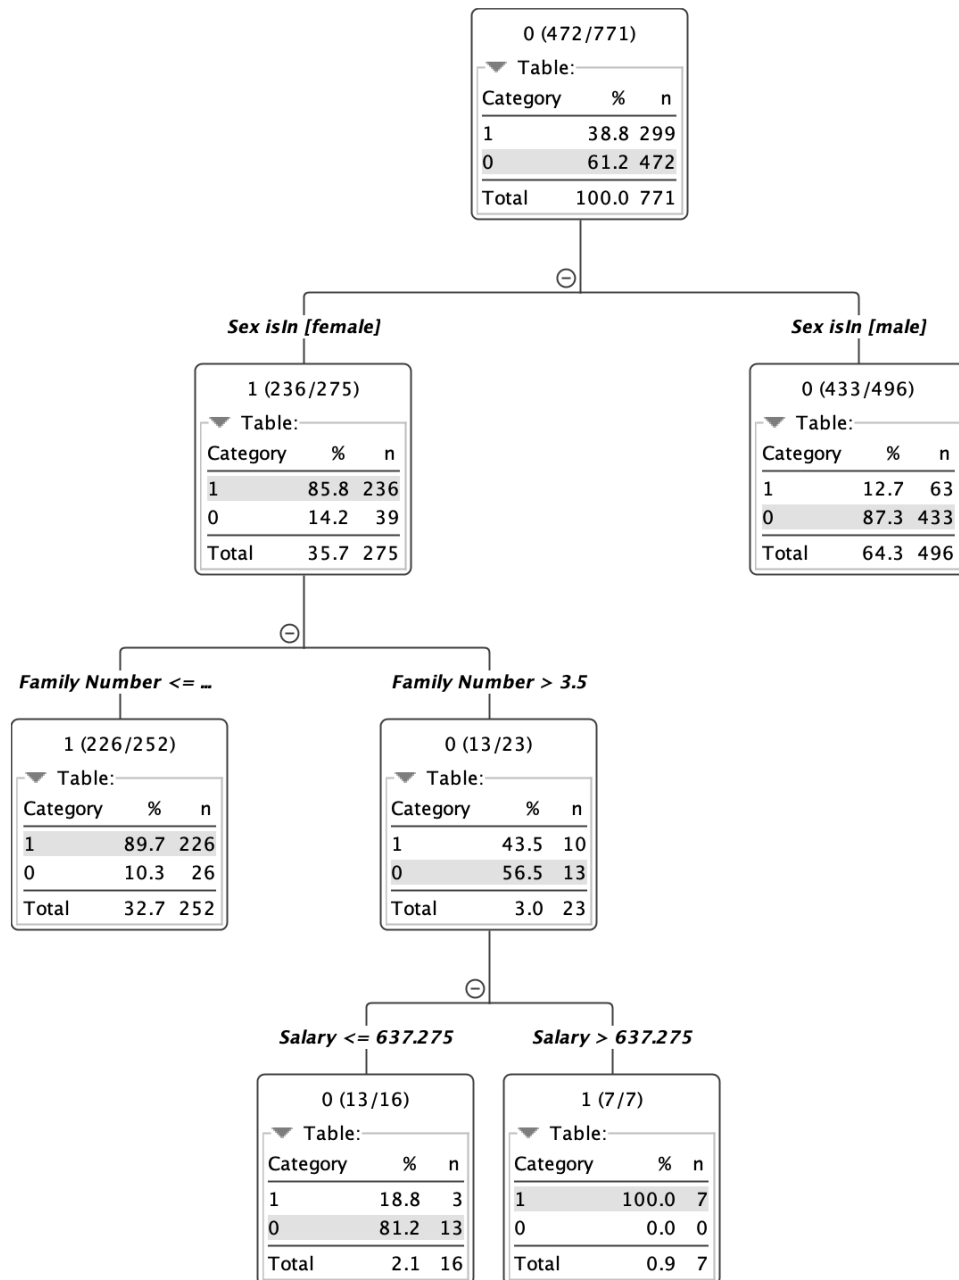 0 (472/771)
Table:
Category % n
1 38.8 299
0 61.2 472
Total 100.0 771
Sex isIn [female]
Sex isIn [male]
1 (236/275)
Table:
Category % n
1 85.8 236
0 14.2 39
Total 35.7 275
0 (433/496)
Table:
Category % n
1 12.7 63
0 87.3 433
Total 64.3 496
Family Number <= ...
Family Number > 3.5
1 (226/252)
Table:
Category % n
1 89.7 226
0 10.3 26
Total 32.7 252
0 (13/23)
Table:
Category % n
1 43.5 10
0 56.5 13
Total 3.0 23
Salary <= 637.275
Salary > 637.275
0 (13/16)
Table:
Category % n
1 18.8 3
0 81.2 13
Total 2.1 16
1 (7/7)
Table:
Category % n
1 100.0 7
0 0.0 0
Total 0.9 7